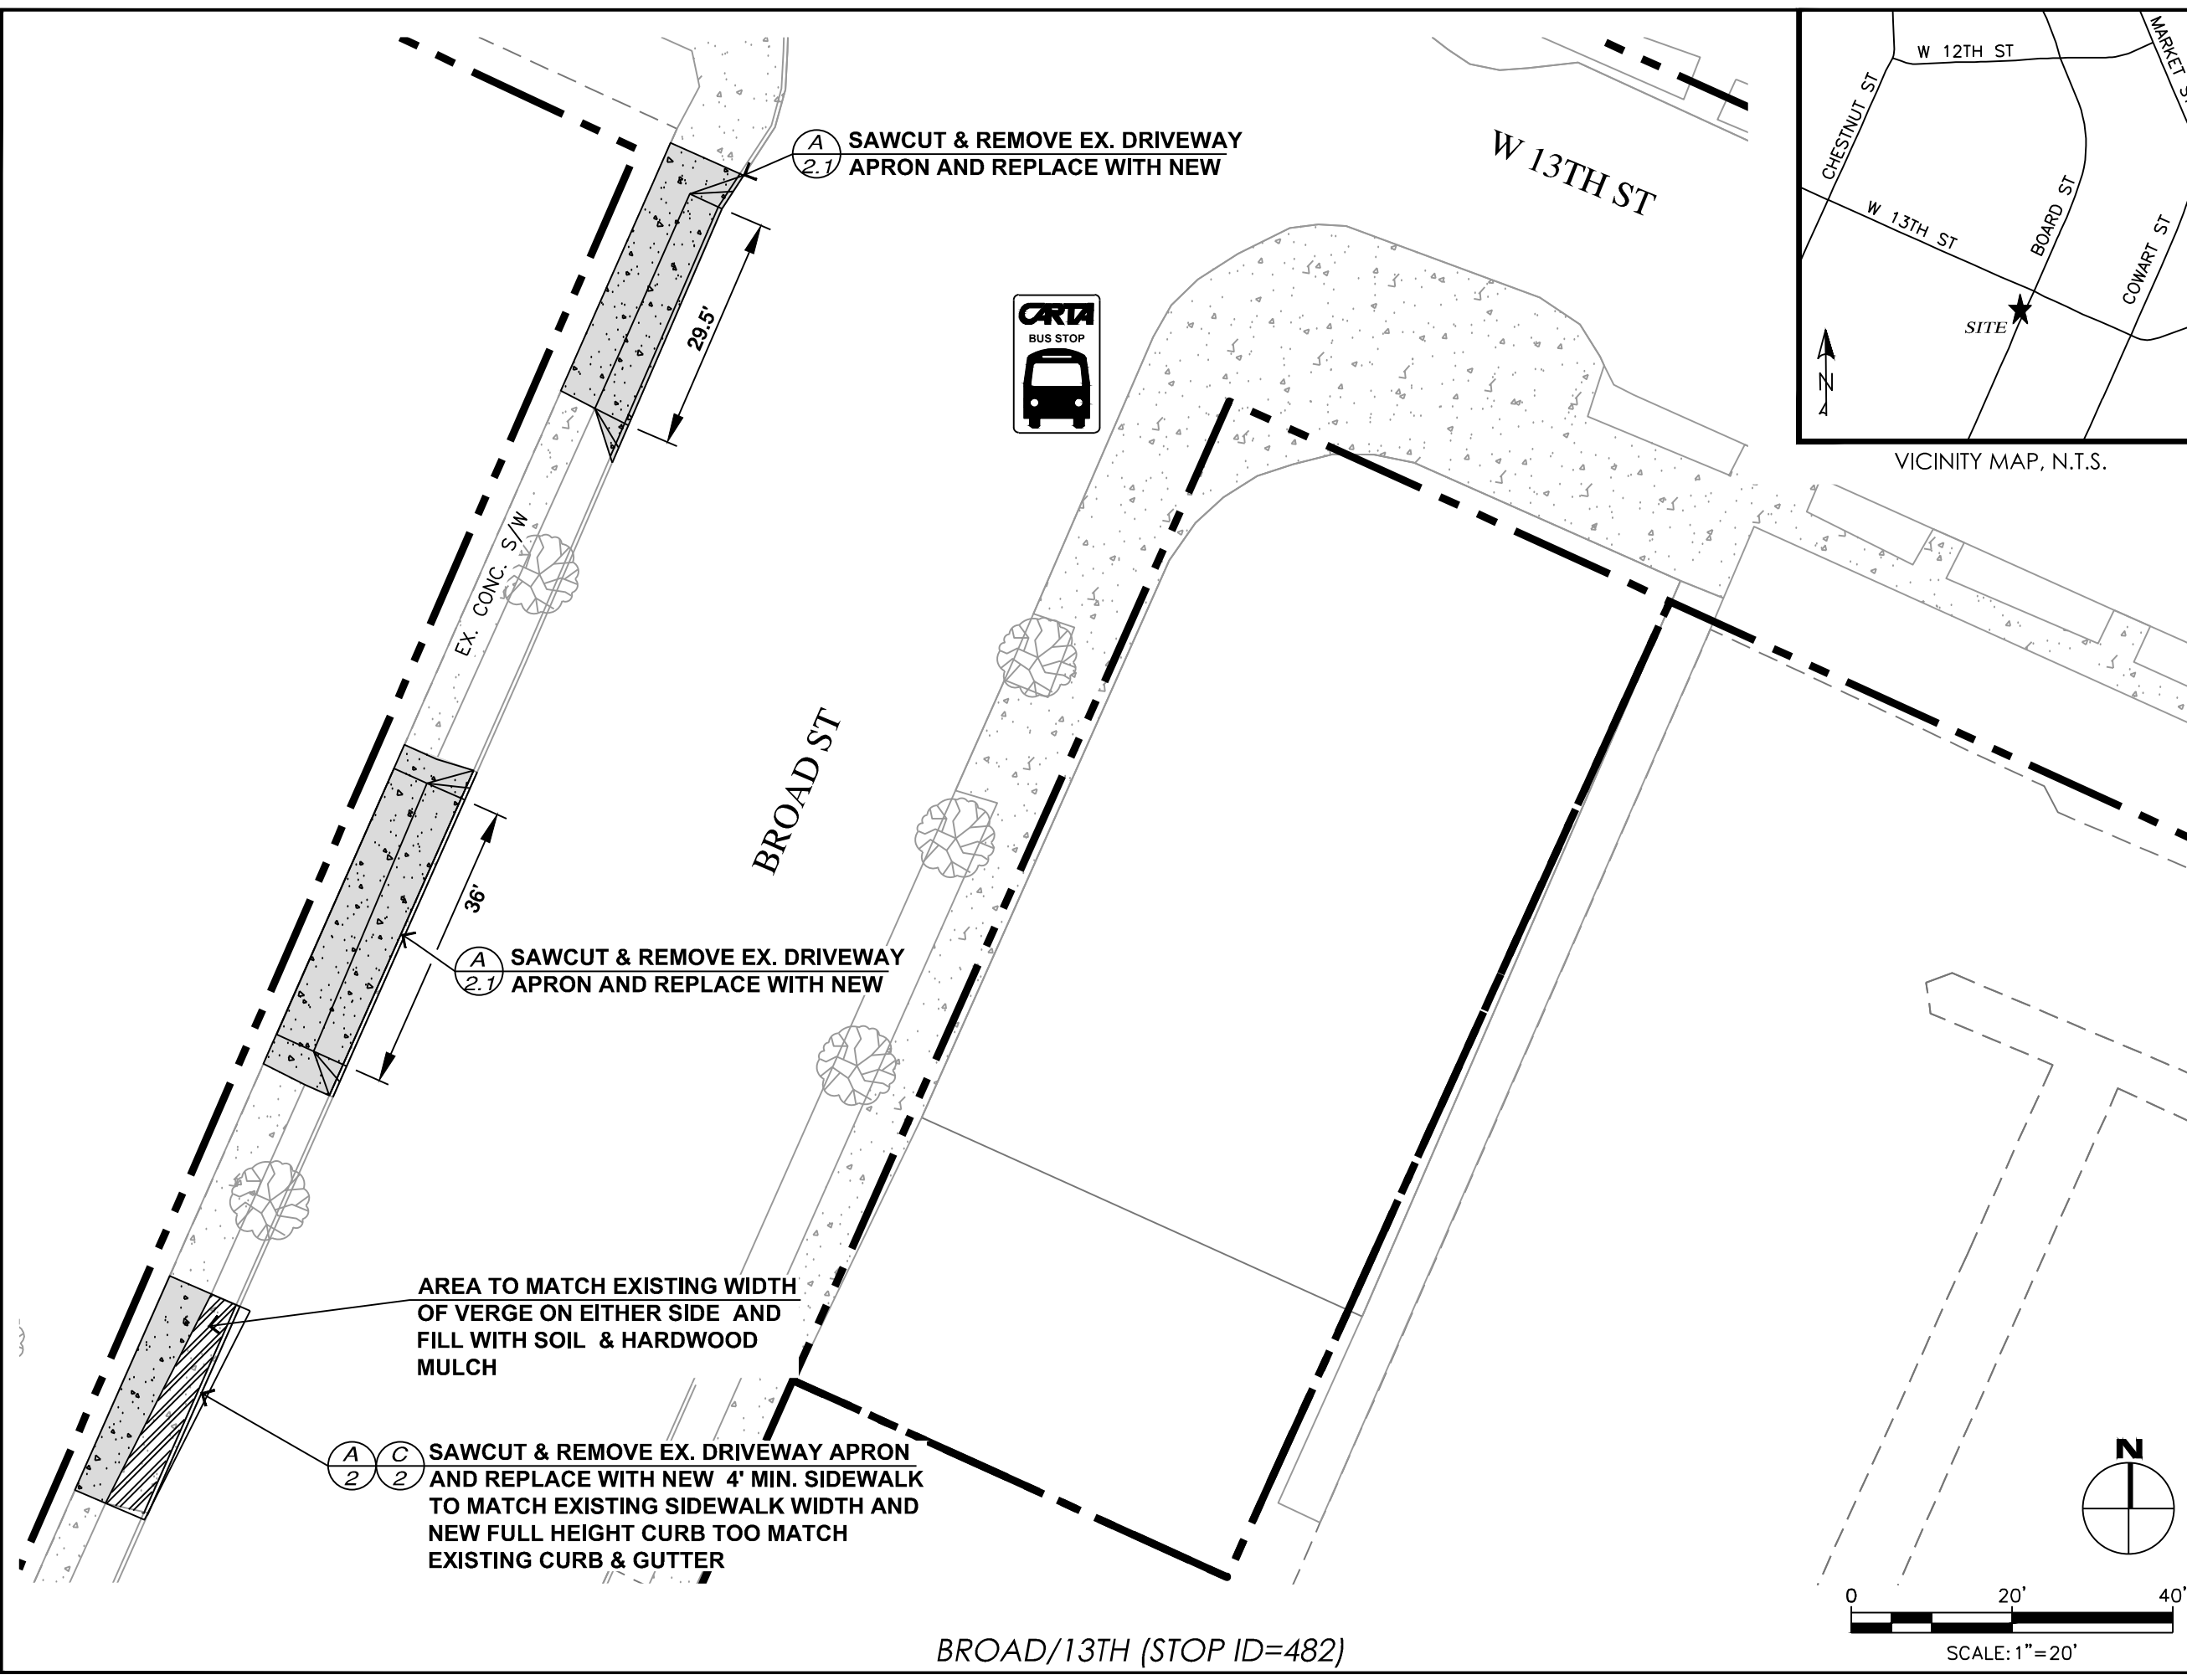 W 12TH ST
MARKET ST
CHESTNUT ST
W 13TH ST
BOARD ST
COWART ST
SITE
N
VICINITY MAP, N.T.S.
A
2.1
SAWCUT & REMOVE EX. DRIVEWAY
APRON AND REPLACE WITH NEW
W 13TH ST
29.5'
CARTA
BUS STOP
EX. CONC. S/W
BROAD ST
36'
A
2.1
SAWCUT & REMOVE EX. DRIVEWAY
APRON AND REPLACE WITH NEW
AREA TO MATCH EXISTING WIDTH
OF VERGE ON EITHER SIDE AND
FILL WITH SOIL & HARDWOOD
MULCH
A
2
C
2
SAWCUT & REMOVE EX. DRIVEWAY APRON
AND REPLACE WITH NEW 4' MIN. SIDEWALK
TO MATCH EXISTING SIDEWALK WIDTH AND
NEW FULL HEIGHT CURB TOO MATCH
EXISTING CURB & GUTTER
N
0 20' 40'
SCALE: 1"=20'
BROAD/13TH (STOP ID=482)